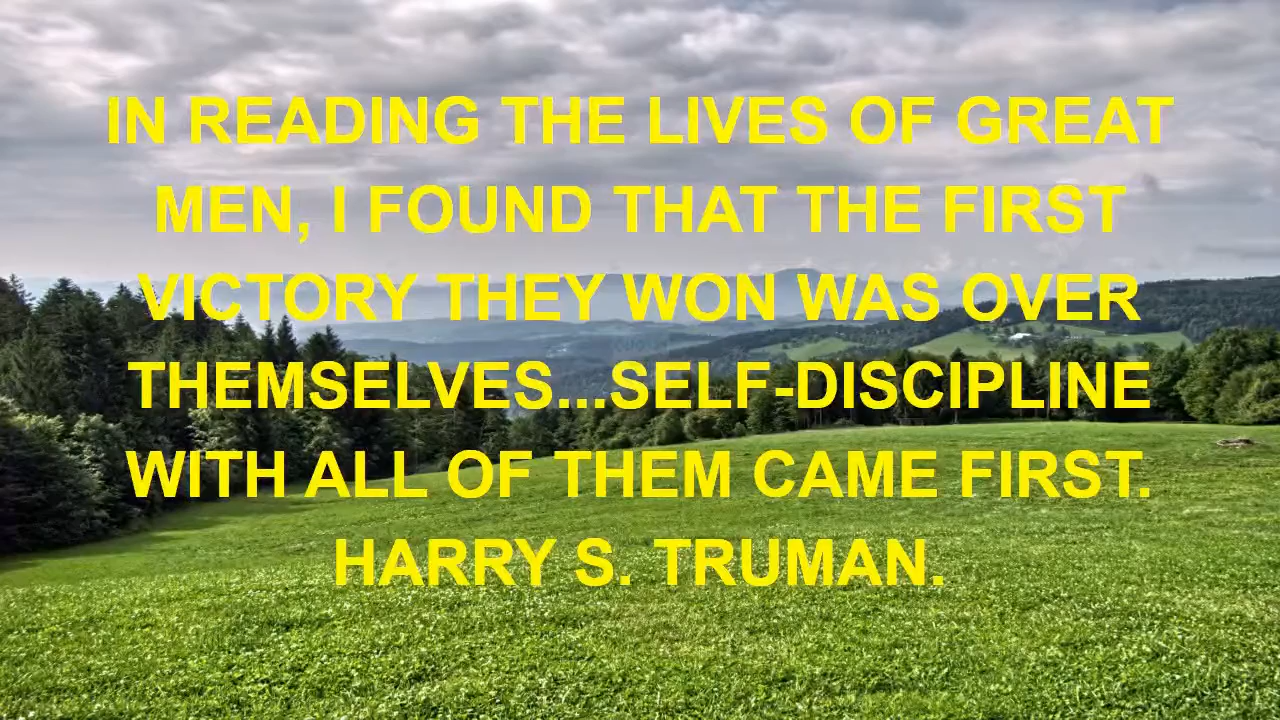 IN READING THE LIVES OF GREAT
MEN, I FOUND THAT THE FIRST
VICTORY THEY WON WAS OVER
THEMSELVES...SELF-DISCIPLINE
WITH ALL OF THEM CAME FIRST.
HARRY S. TRUMAN.